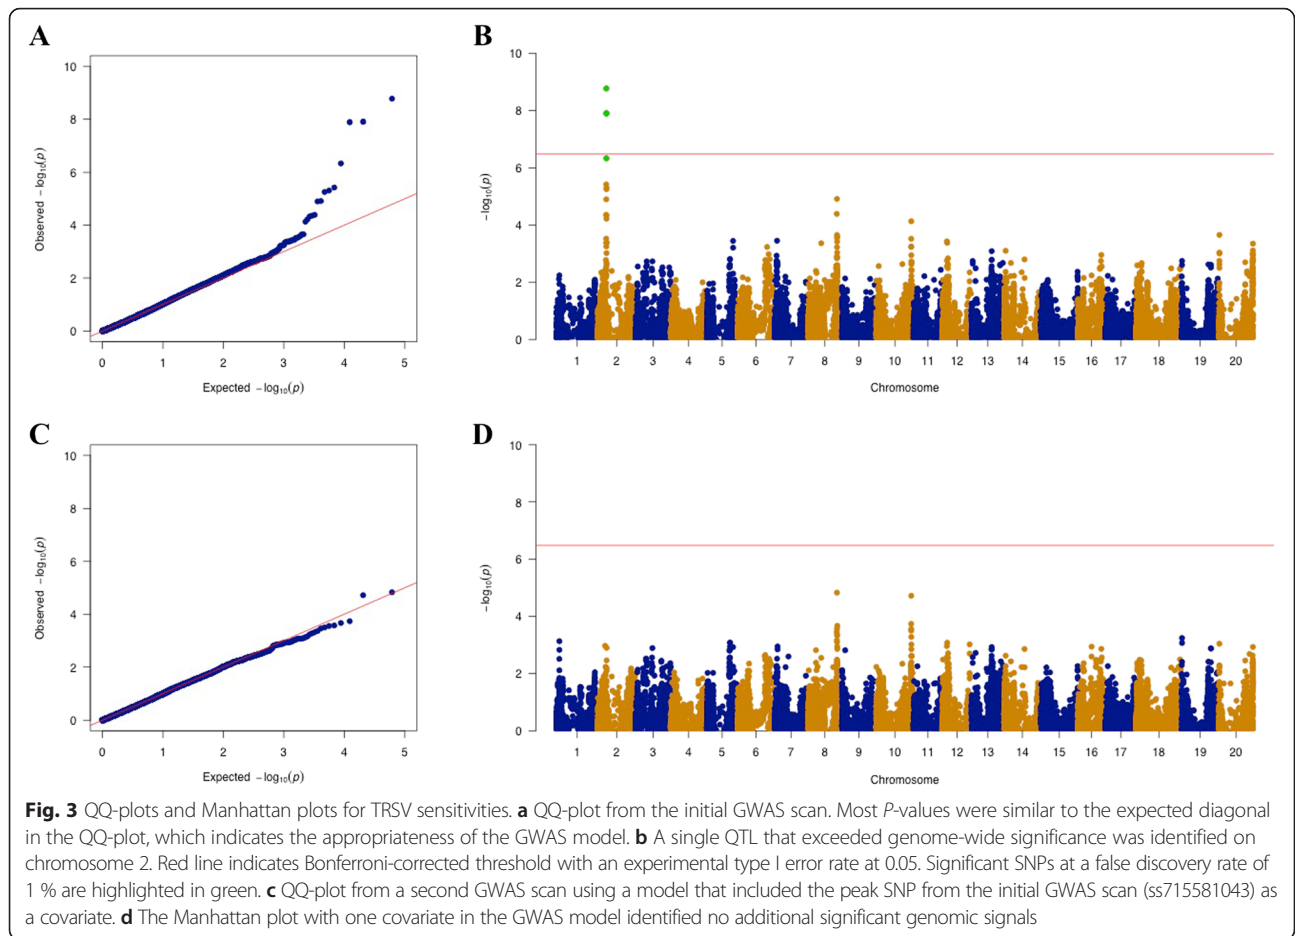 A
10
8
6
4
2
0
Observed −log10(p)
0 1 2 3 4 5
Expected −log10(p)
B
10
8
6
4
2
0
−log10(p)
1 2 3 4 5 6 7 8 9 10 11 12 13 14 15 16 17 18 19 20
Chromosome
C
10
8
6
4
2
0
Observed −log10(p)
0 1 2 3 4 5
Expected −log10(p)
D
10
8
6
4
2
0
−log10(p)
1 2 3 4 5 6 7 8 9 10 11 12 13 14 15 16 17 18 19 20
Chromosome
Fig. 3 QQ-plots and Manhattan plots for TRSV sensitivities. a QQ-plot from the initial GWAS scan. Most P-values were similar to the expected diagonal
in the QQ-plot, which indicates the appropriateness of the GWAS model. b A single QTL that exceeded genome-wide significance was identified on
chromosome 2. Red line indicates Bonferroni-corrected threshold with an experimental type I error rate at 0.05. Significant SNPs at a false discovery rate of
1 % are highlighted in green. c QQ-plot from a second GWAS scan using a model that included the peak SNP from the initial GWAS scan (ss715581043) as
a covariate. d The Manhattan plot with one covariate in the GWAS model identified no additional significant genomic signals